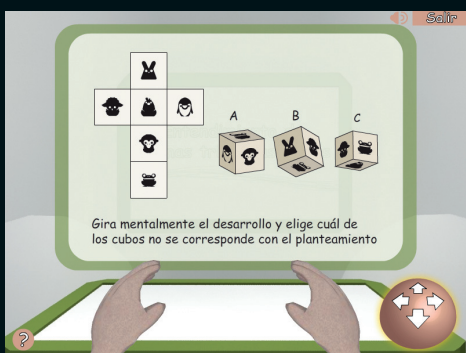 Salir
A B C
Gira mentalmente el desarrollo y elige cuál de
los cubos no se corresponde con el planteamiento
?